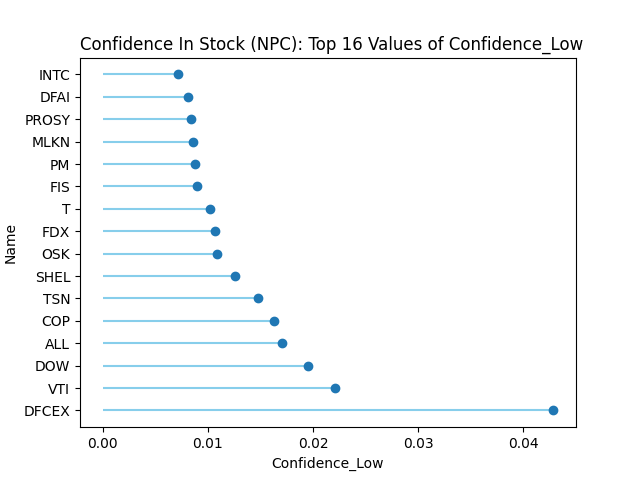 Confidence In Stock (NPC): Top 16 Values of Confidence_Low
INTC
DFAI
PROSY
MLKN
PM
FIS
T
FDX
OSK
SHEL
TSN
COP
ALL
DOW
VTI
DFCEX
Name
0.00 0.01 0.02 0.03 0.04
Confidence_Low